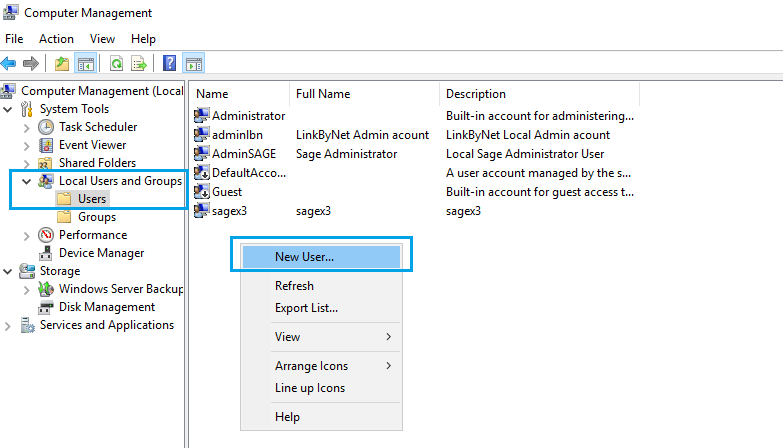 Computer Management
File Action View Help
Computer Management (Local
System Tools
Task Scheduler
Event Viewer
Shared Folders
Local Users and Groups
Users
Groups
Performance
Device Manager
Storage
Windows Server Backup
Disk Management
Services and Applications
Name Full Name Description
Administrator Built-in account for administering...
adminlbn LinkByNet Admin acount LinkByNet Local Admin acount
AdminSAGE Sage Administrator Local Sage Administrator User
DefaultAcco... A user account managed by the s...
Guest Built-in account for guest access t...
sagex3 sagex3 sagex3
New User...
Refresh
Export List...
View
Arrange Icons
Line up Icons
Help